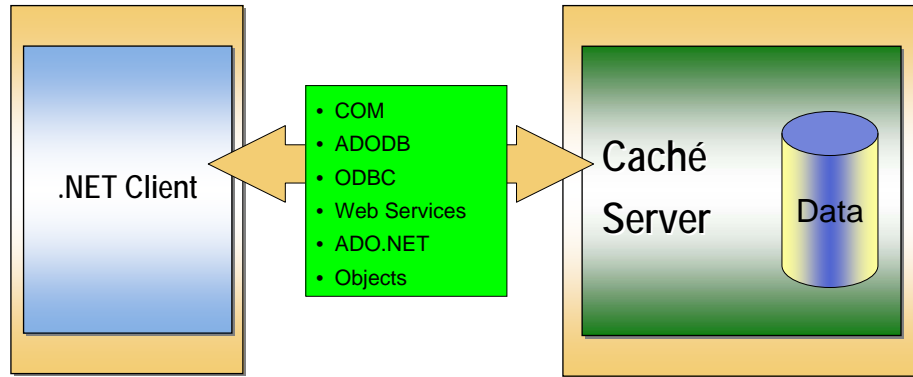 .NET Client
• COM
• ADODB
• ODBC
• Web Services
• ADO.NET
• Objects
Caché
Server
Data